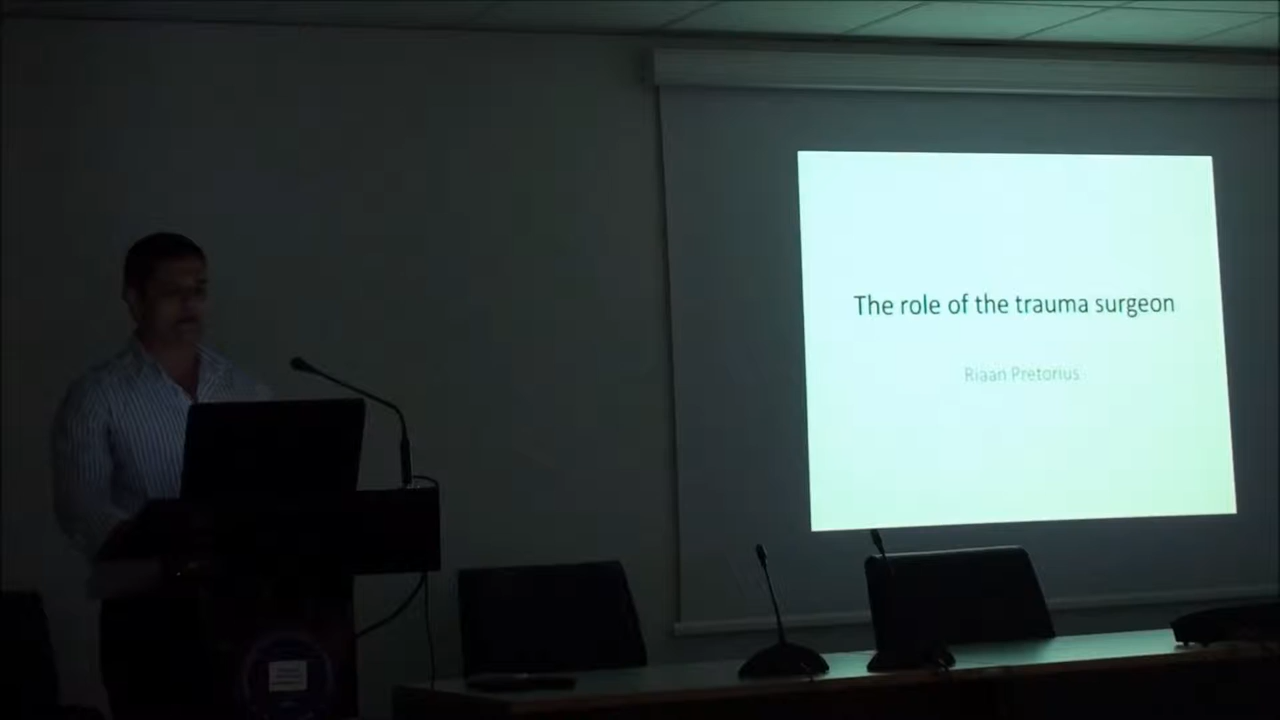 The role of the trauma surgeon
Riaan Pretorius